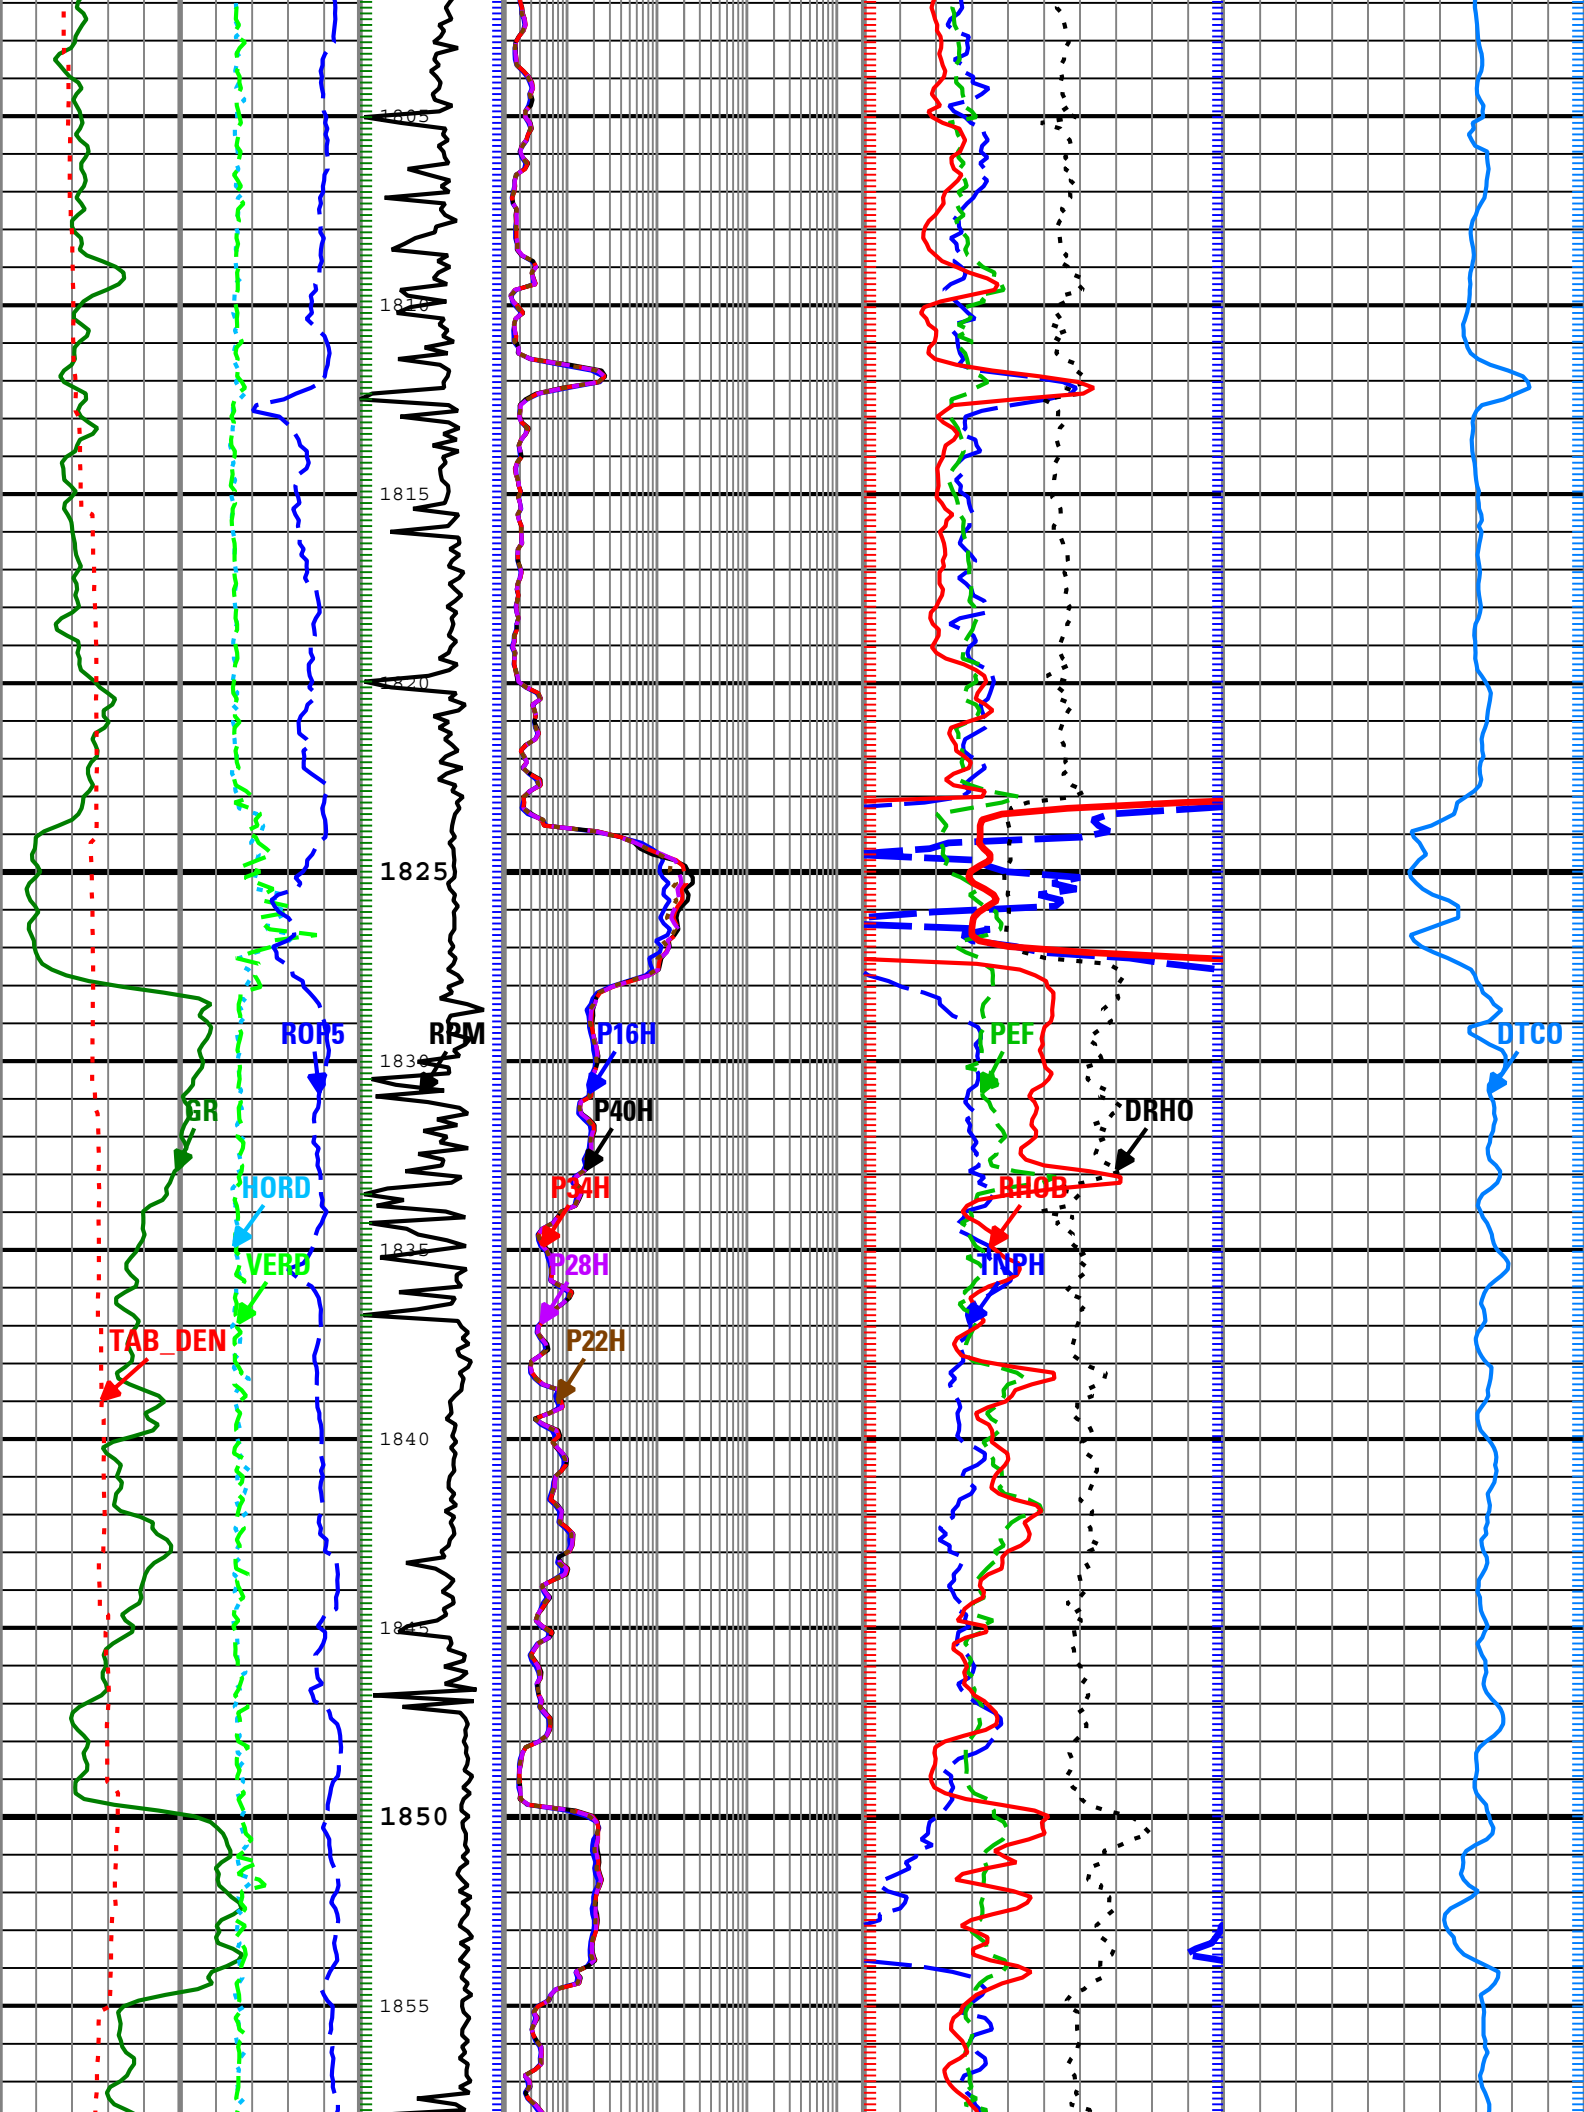 1805
1810
1815
1820
1825
ROP5 RPM P16H PEF DTCO
1830
GR P40H DRHO
HORD P34H RHOB
1835
VERD P28H TNPH
TAB_DEN P22H
1840
1845
1850
1855